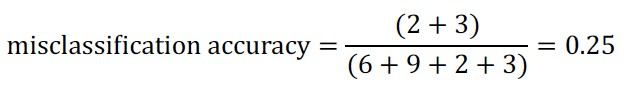 misclassification accuracy = (2 + 3) / (6 + 9 + 2 + 3) = 0.25